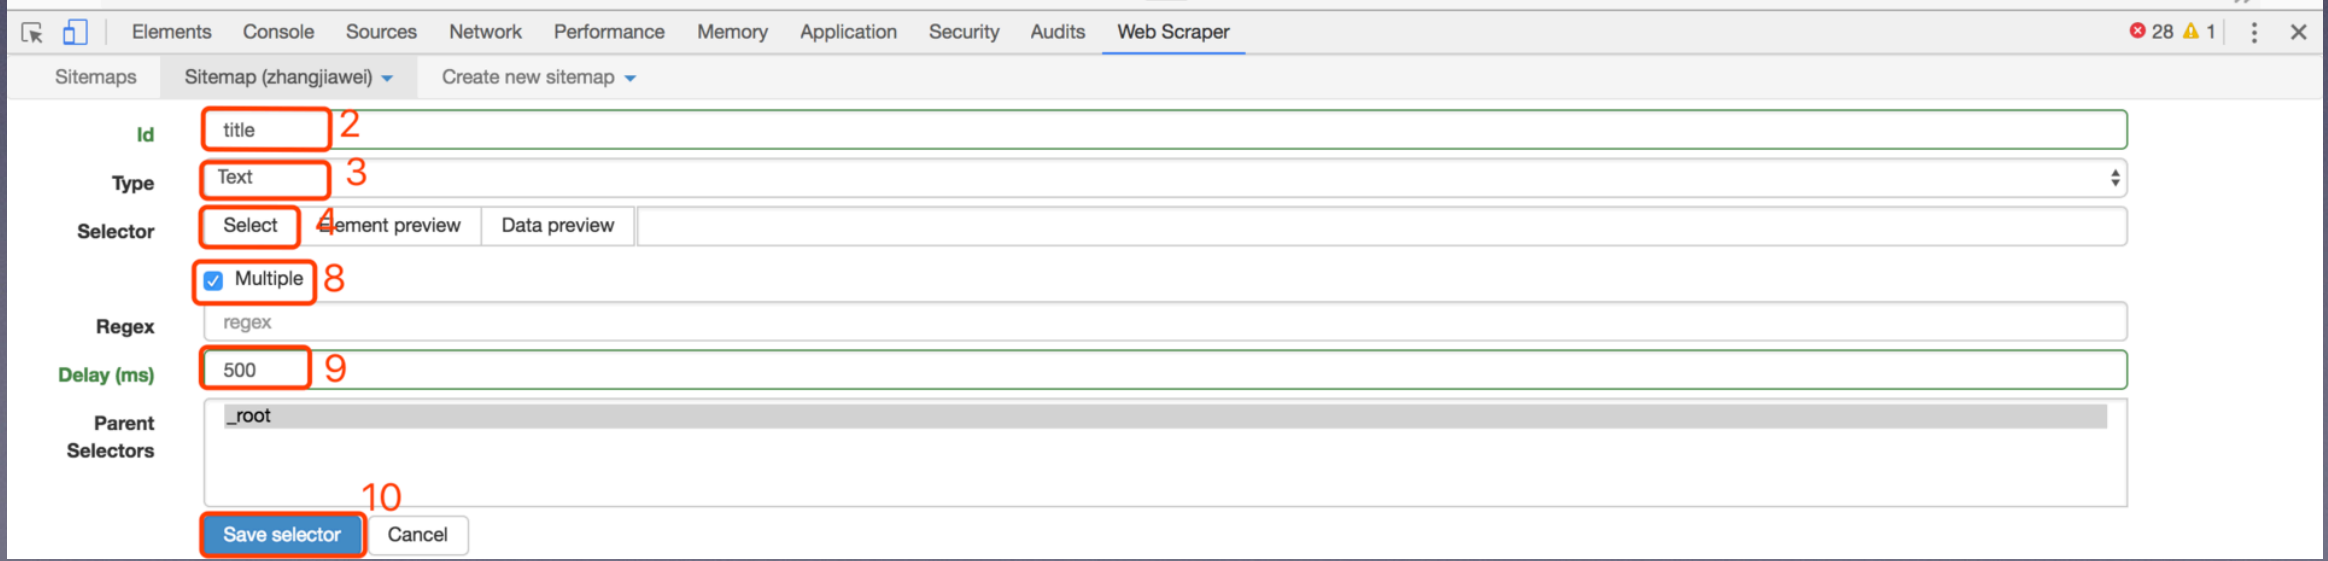 Elements Console Sources Network Performance Memory Application Security Audits Web Scraper 28 1
Sitemaps Sitemap (zhangjiawei) Create new sitemap
Id title 2
Type Text 3
Selector Select 4 Element preview Data preview
Multiple 8
Regex regex
Delay (ms) 500 9
Parent Selectors _root
10
Save selector Cancel